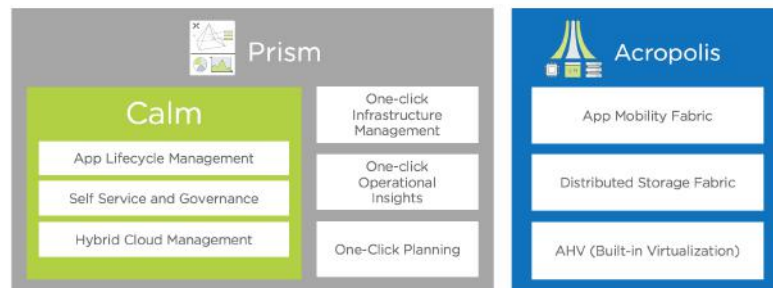 Prism
Calm
App Lifecycle Management
Self Service and Governance
Hybrid Cloud Management
One-click
Infrastructure
Management
One-click
Operational
Insights
One-Click Planning
Acropolis
App Mobility Fabric
Distributed Storage Fabric
AHV (Built-in Virtualization)